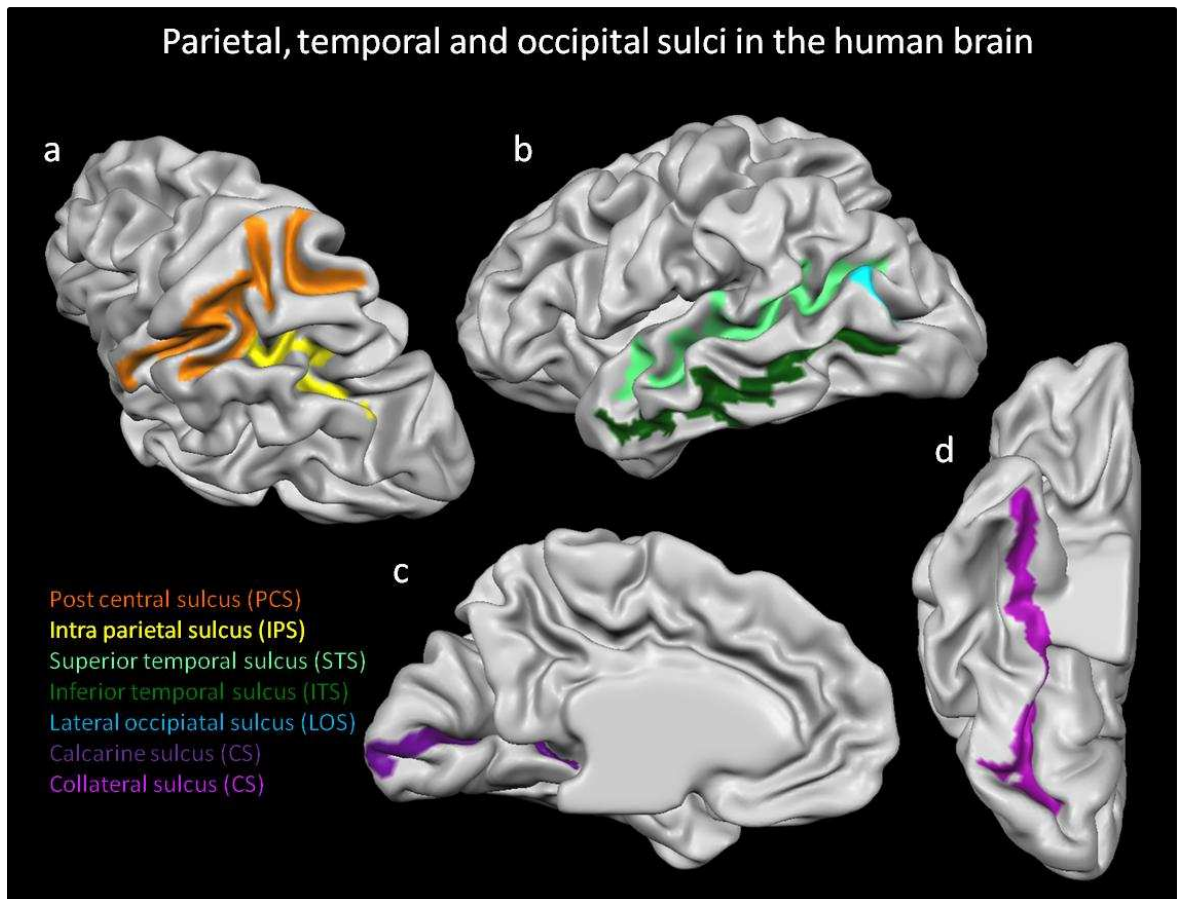 Parietal, temporal and occipital sulci in the human brain
a
b
c
d
Post central sulcus (PCS)
Intra parietal sulcus (IPS)
Superior temporal sulcus (STS)
Inferior temporal sulcus (ITS)
Lateral occipiatal sulcus (LOS)
Calcarine sulcus (CS)
Collateral sulcus (CS)